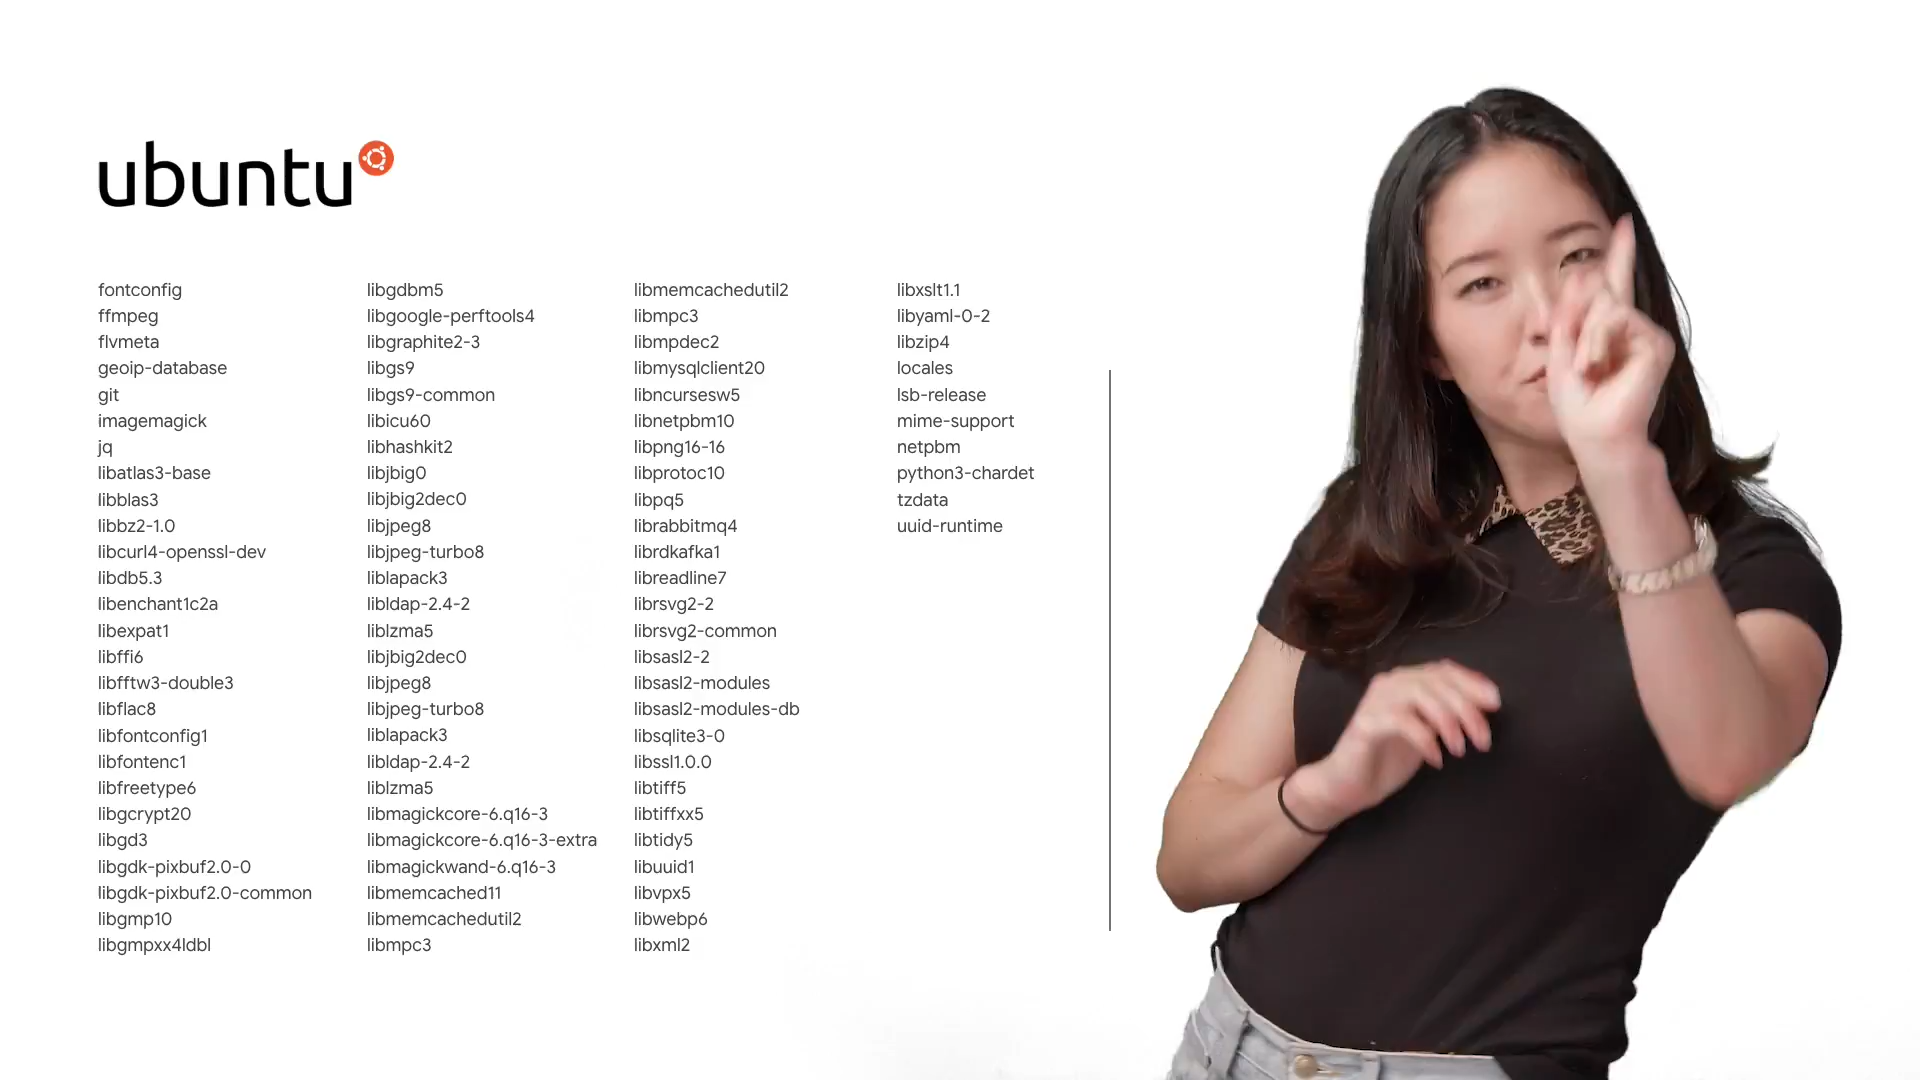 ubuntu
fontconfig
ffmpeg
flvmeta
geoip-database
git
imagemagick
jq
libatlas3-base
libblas3
libbz2-1.0
libcurl4-openssl-dev
libdb5.3
libenchant1c2a
libexpat1
libffi6
libfftw3-double3
libflac8
libfontconfig1
libfontenc1
libfreetype6
libgcrypt20
libgd3
libgdk-pixbuf2.0-0
libgdk-pixbuf2.0-common
libgmp10
libgmpxx4ldbl
libgdbm5
libgoogle-perftools4
libgraphite2-3
libgs9
libgs9-common
libicu60
libhashkit2
libjbig0
libjbig2dec0
libjpeg8
libjpeg-turbo8
liblapack3
libldap-2.4-2
liblzma5
libjbig2dec0
libjpeg8
libjpeg-turbo8
liblapack3
libldap-2.4-2
liblzma5
libmagickcore-6.q16-3
libmagickcore-6.q16-3-extra
libmagickwand-6.q16-3
libmemcached11
libmemcachedutil2
libmpc3
libmemcachedutil2
libmpc3
libmpdec2
libmysqlclient20
libncursesw5
libnetpbm10
libpng16-16
libprotoc10
libpq5
librabbitmq4
librdkafka1
libreadline7
librsvg2-2
librsvg2-common
libsasl2-2
libsasl2-modules
libsasl2-modules-db
libsqlite3-0
libssl1.0.0
libtiff5
libtiffxx5
libtidy5
libuuid1
libvpx5
libwebp6
libxml2
libxslt1.1
libyaml-0-2
libzip4
locales
lsb-release
mime-support
netpbm
python3-chardet
tzdata
uuid-runtime